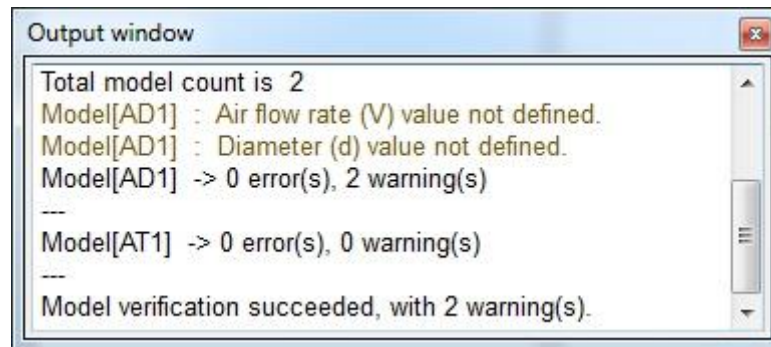 Output window
Total model count is 2
Model[AD1] : Air flow rate (V) value not defined.
Model[AD1] : Diameter (d) value not defined.
Model[AD1] -> 0 error(s), 2 warning(s)
---
Model[AT1] -> 0 error(s), 0 warning(s)
---
Model verification succeeded, with 2 warning(s).